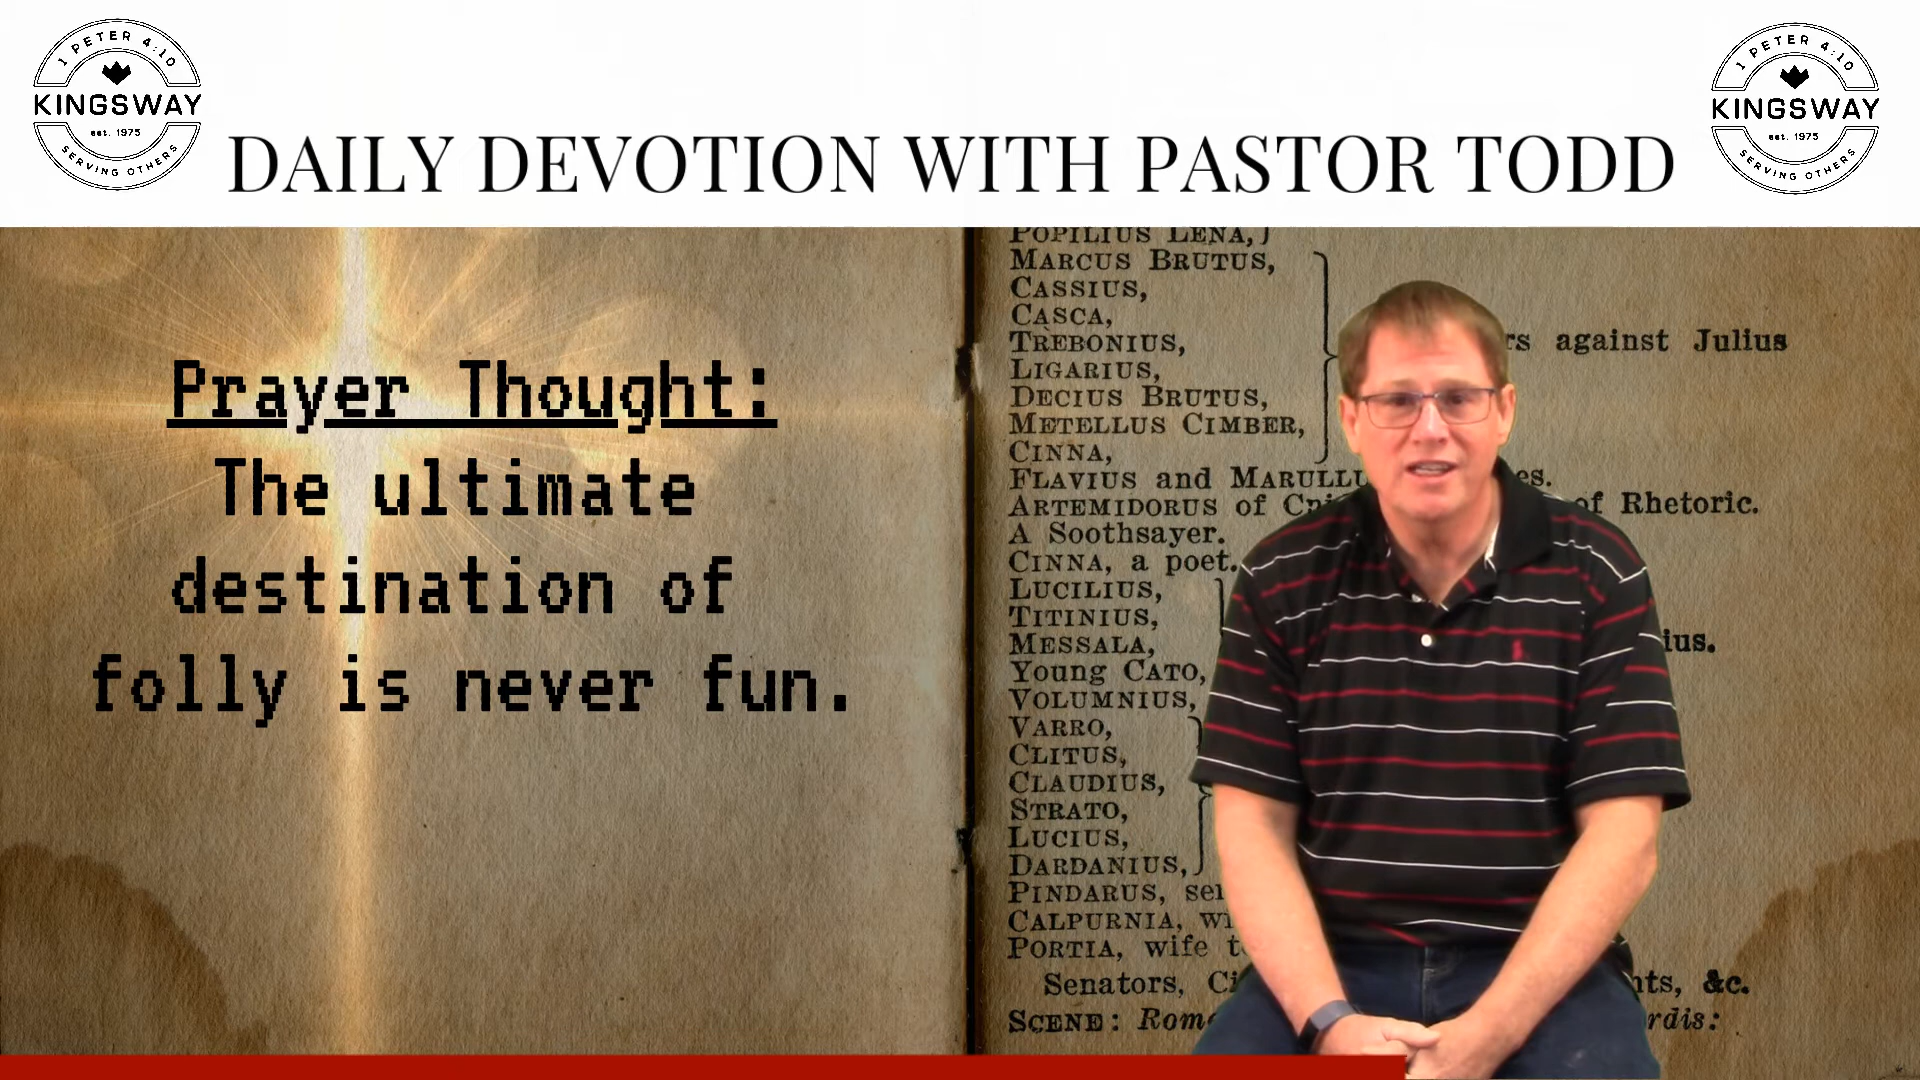 1 PETER 4:10
KINGSWAY
est. 1975
SERVING OTHERS
DAILY DEVOTION WITH PASTOR TODD
1 PETER 4:10
KINGSWAY
est. 1975
SERVING OTHERS
Prayer Thought:
The ultimate
destination of
folly is never fun.
POPILIUS LENA,
MARCUS BRUTUS,
CASSIUS,
CASCA,
TREBONIUS,
against Julius
LIGARIUS,
DECIUS BRUTUS,
METELLUS CIMBER,
CINNA,
FLAVIUS and
ARTEMIDORUS of of Rhetoric.
A Soothsayer.
CINNA, a poet.
LUCILIUS,
TITINIUS,
MESSALA,
Young CATO,
VOLUMNIUS,
VARRO,
CLITUS,
CLAUDIUS,
STRATO,
LUCIUS,
DARDANIUS,
PINDARUS,
CALPURNIA,
PORTIA, wife
Senators, &c.
SCENE: